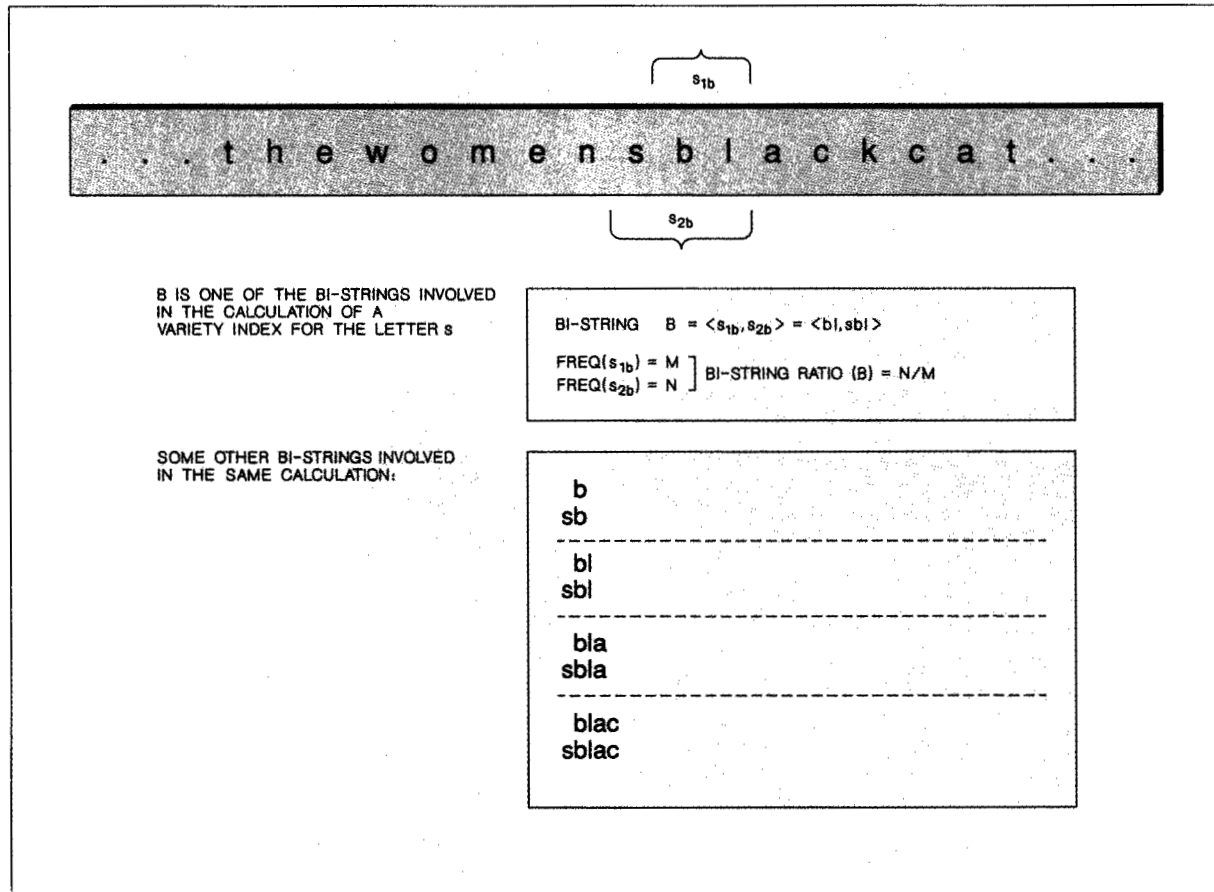 s1b
. . . t h e w o m e n s b l a c k c a t . . .
s2b
B IS ONE OF THE BI-STRINGS INVOLVED
IN THE CALCULATION OF A
VARIETY INDEX FOR THE LETTER s
BI-STRING B = <s1b,s2b> = <bl,sbl>
FREQ(s1b) = M
FREQ(s2b) = N
] BI-STRING RATIO (B) = N/M
SOME OTHER BI-STRINGS INVOLVED
IN THE SAME CALCULATION:
b
sb
bl
sbl
bla
sbla
blac
sblac